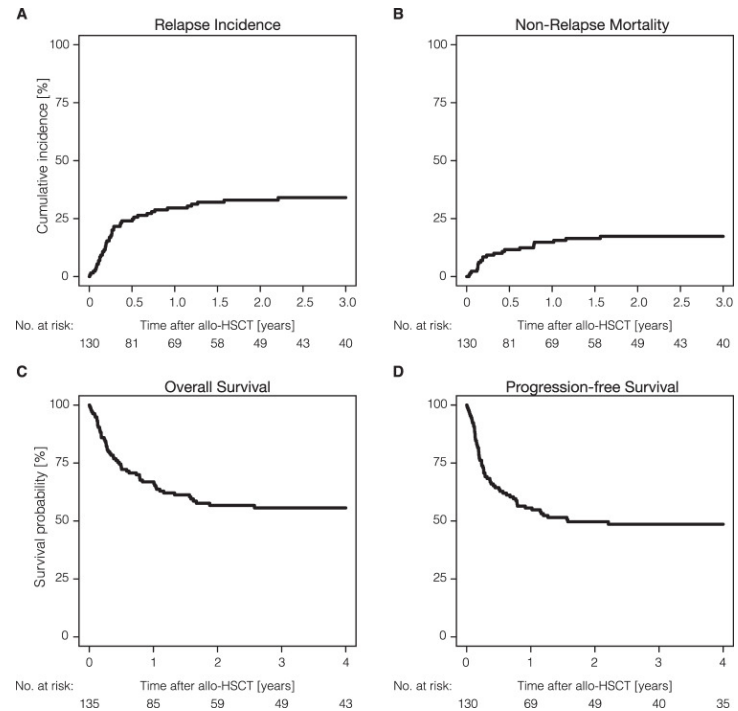 A
Relapse Incidence
Cumulative incidence [%]
100
75
50
25
0
0 0.5 1.0 1.5 2.0 2.5 3.0
No. at risk: Time after allo-HSCT [years]
130 81 69 58 49 43 40
B
Non-Relapse Mortality
100
75
50
25
0
0 0.5 1.0 1.5 2.0 2.5 3.0
No. at risk: Time after allo-HSCT [years]
130 81 69 58 49 43 40
C
Overall Survival
Survival probability [%]
100
75
50
25
0
0 1 2 3 4
No. at risk: Time after allo-HSCT [years]
135 85 59 49 43
D
Progression-free Survival
100
75
50
25
0
0 1 2 3 4
No. at risk: Time after allo-HSCT [years]
130 69 49 40 35